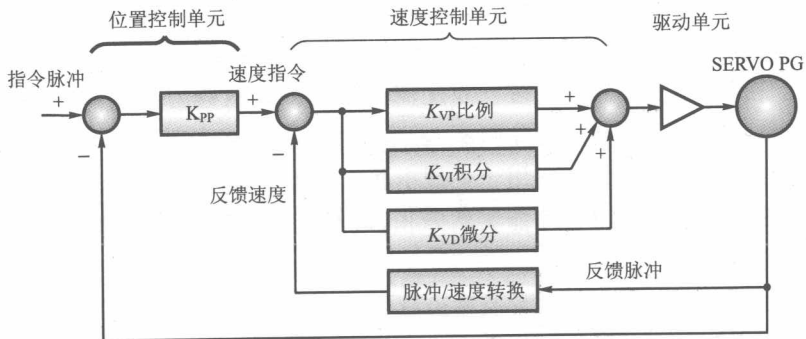 位置控制单元
速度控制单元
驱动单元
指令脉冲
速度指令
SERVO PG
+
K_PP
+
K_VP比例
+
−
−
+
+
K_VI积分
反馈速度
K_VD微分
反馈脉冲
脉冲/速度转换